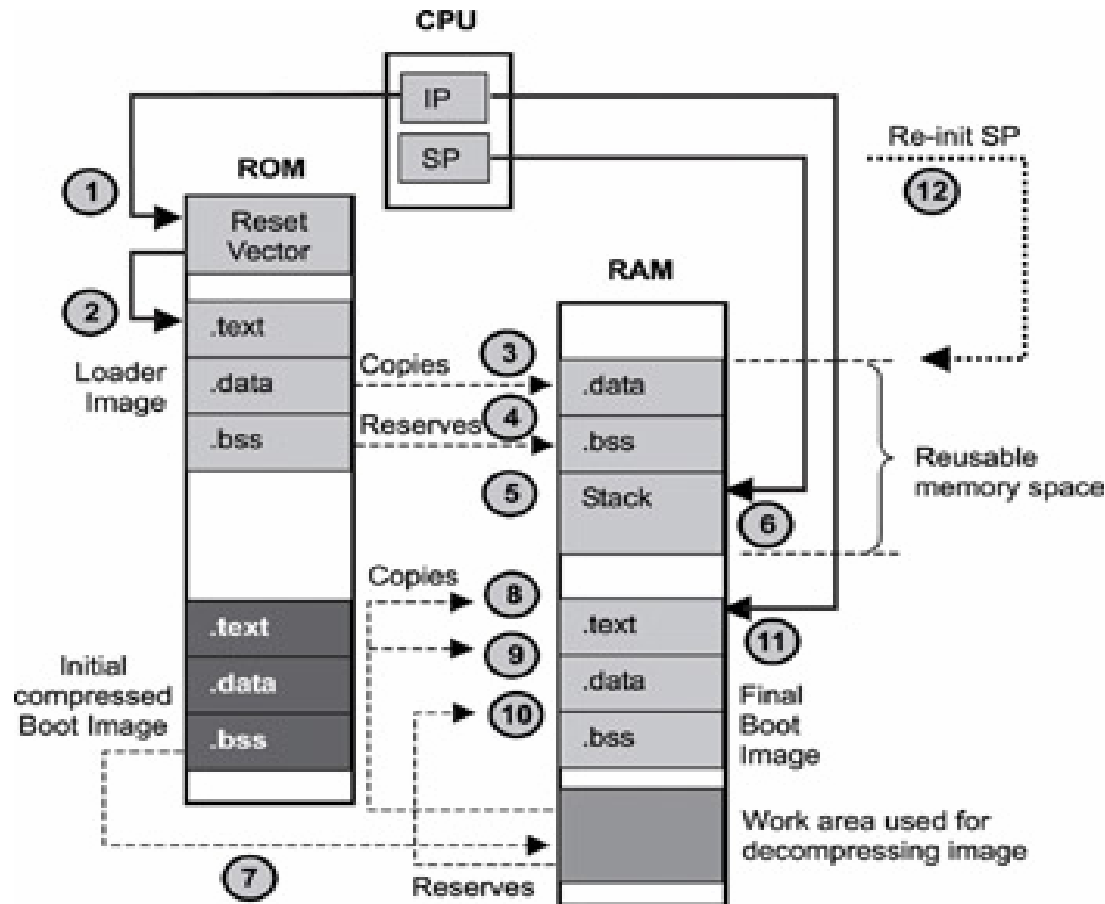 CPU
IP
SP
Re-init SP
12
ROM
1
Reset
Vector
RAM
2
.text
Loader
Image
.data
.bss
Copies
3
Reserves
4
5
.data
.bss
Stack
6
Reusable
memory space
Copies
8
9
10
Initial
compressed
Boot Image
.text
.data
.bss
.text
.data
.bss
11
Final
Boot
Image
7
Reserves
Work area used for
decompressing image